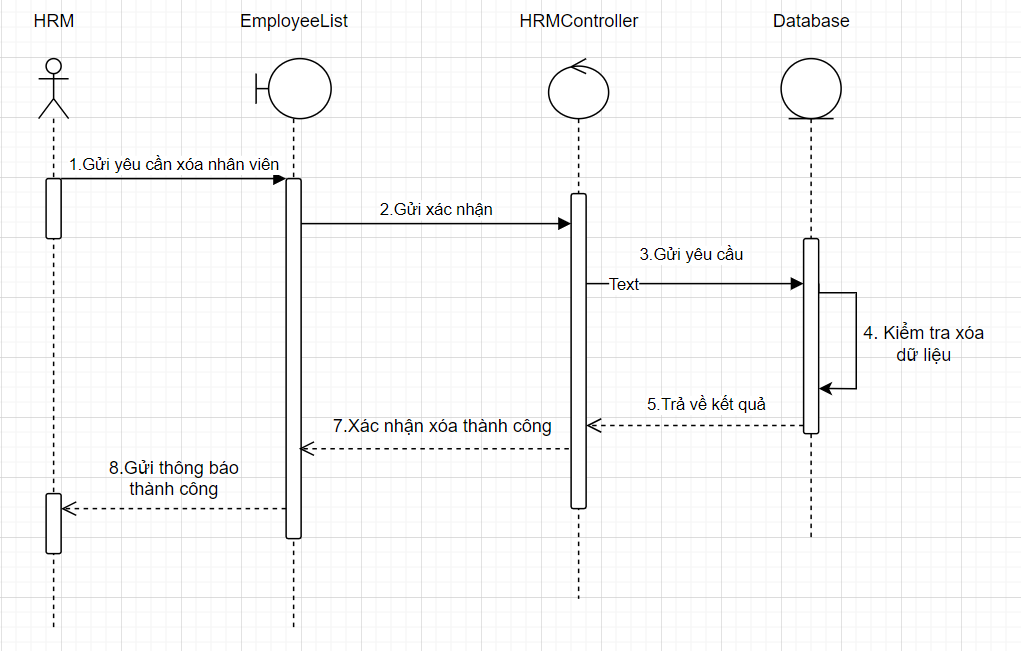 HRM
EmployeeList
HRMController
Database
1.Gửi yêu cần xóa nhân viên
2.Gửi xác nhận
3.Gửi yêu cầu
Text
4. Kiểm tra xóa
dữ liệu
5.Trả về kết quả
7.Xác nhận xóa thành công
8.Gửi thông báo
thành công